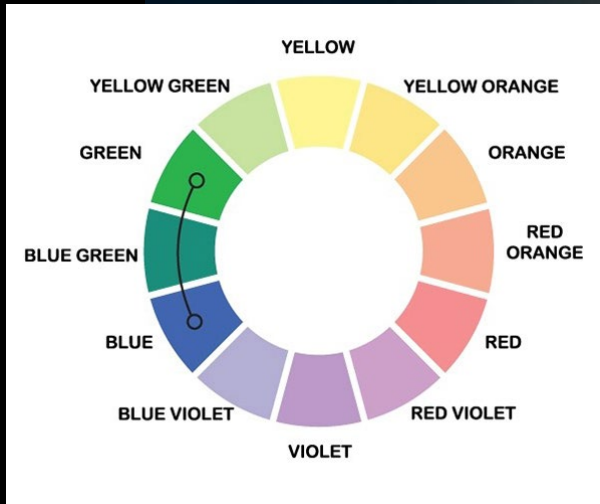 YELLOW
YELLOW GREEN
YELLOW ORANGE
GREEN
ORANGE
BLUE GREEN
RED
ORANGE
BLUE
RED
BLUE VIOLET
RED VIOLET
VIOLET